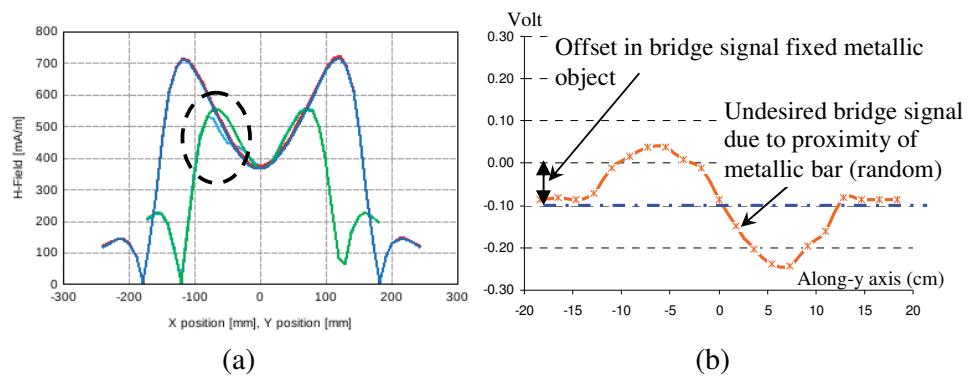 800
700
600
500
400
300
200
100
0
H-Field [mA/m]
-300 -200 -100 0 100 200 300
X position [mm], Y position [mm]
(a)
Volt
0.30
0.20
0.10
0.00
-0.10
-0.20
-0.30
Offset in bridge signal fixed metallic
object
Undesired bridge signal
due to proximity of
metallic bar (random)
Along-y axis (cm)
-20 -15 -10 -5 0 5 10 15 20
(b)